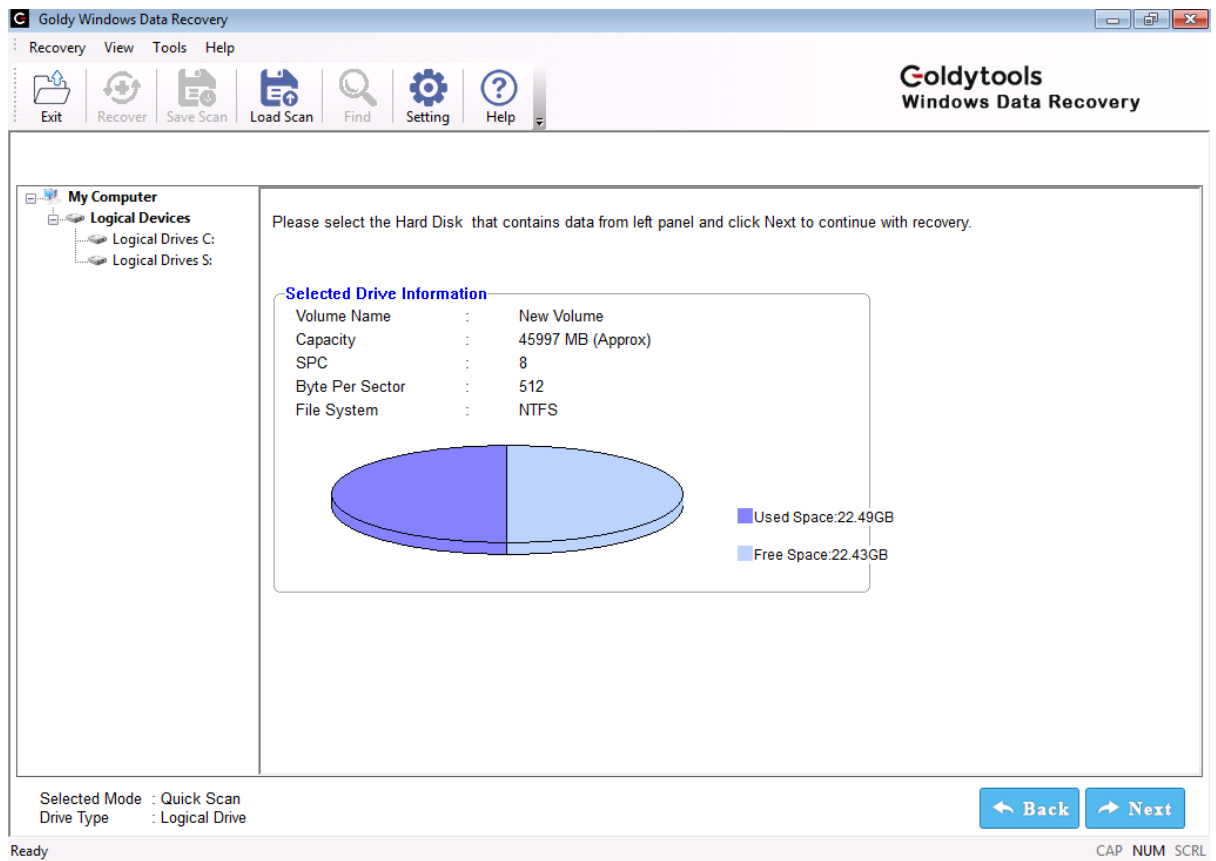 Goldy Windows Data Recovery
Recovery View Tools Help
Exit Recover Save Scan Load Scan Find Setting Help
Goldytools
Windows Data Recovery
My Computer
Logical Devices
Logical Drives C:
Logical Drives S:
Please select the Hard Disk that contains data from left panel and click Next to continue with recovery.
Selected Drive Information
Volume Name : New Volume
Capacity : 45997 MB (Approx)
SPC : 8
Byte Per Sector : 512
File System : NTFS
Used Space:22.49GB
Free Space:22.43GB
Selected Mode : Quick Scan
Drive Type : Logical Drive
Back Next
Ready CAP NUM SCRL